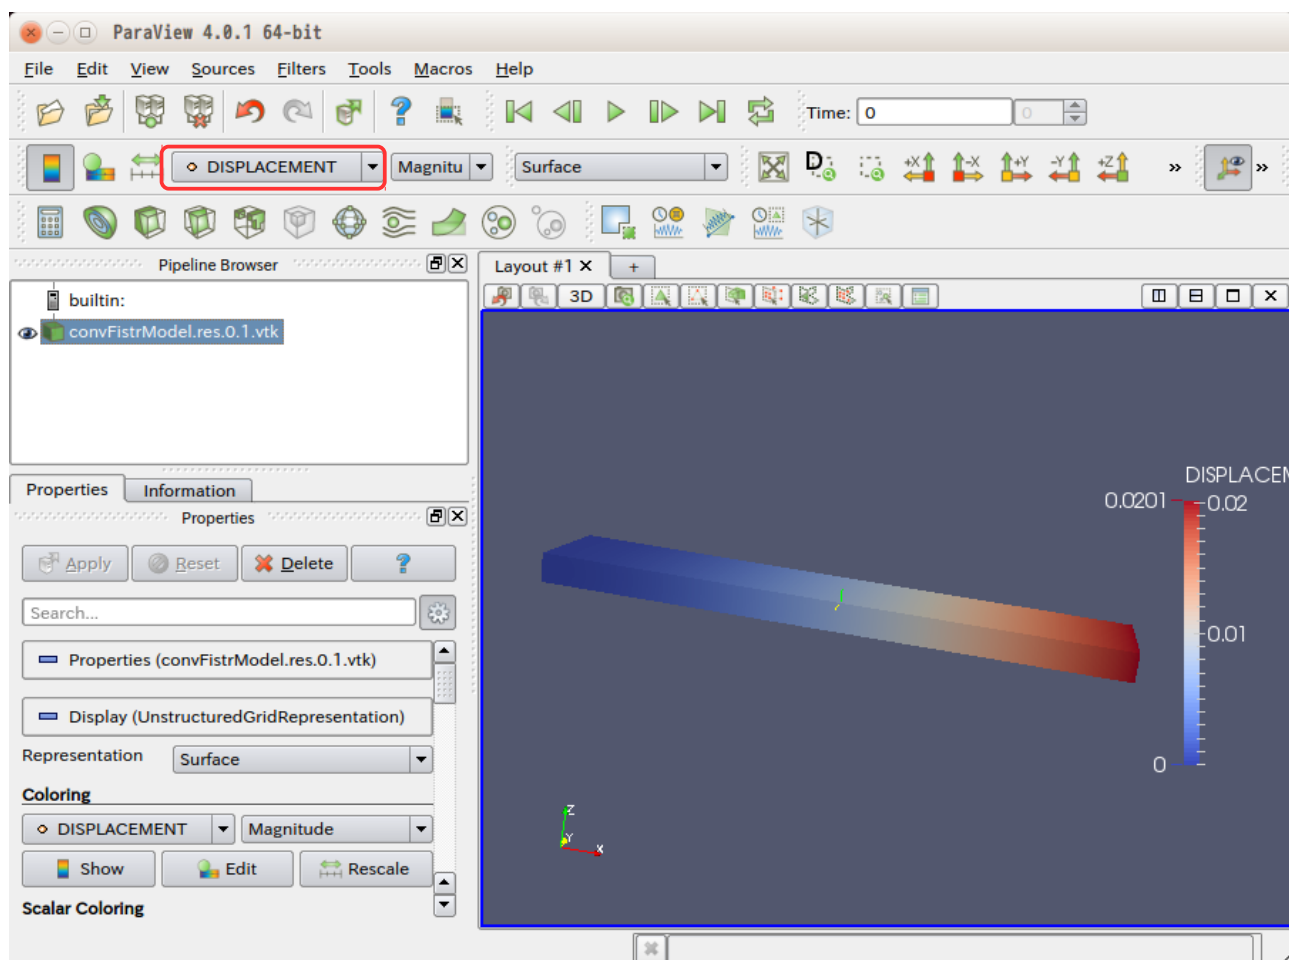 ParaView 4.0.1 64-bit
File Edit View Sources Filters Tools Macros Help
? Time: 0 0
DISPLACEMENT Magnitu Surface D +X -X +Y -Y +Z » »
Pipeline Browser
Layout #1 X +
builtin:
3D
convFistrModel.res.0.1.vtk
Properties Information
Properties
Apply Reset Delete ?
Search...
Properties (convFistrModel.res.0.1.vtk)
Display (UnstructuredGridRepresentation)
Representation Surface
Coloring
DISPLACEMENT Magnitude
Show Edit Rescale
Scalar Coloring
DISPLACEM
0.0201 0.02
0.01
0
Z
Y
X